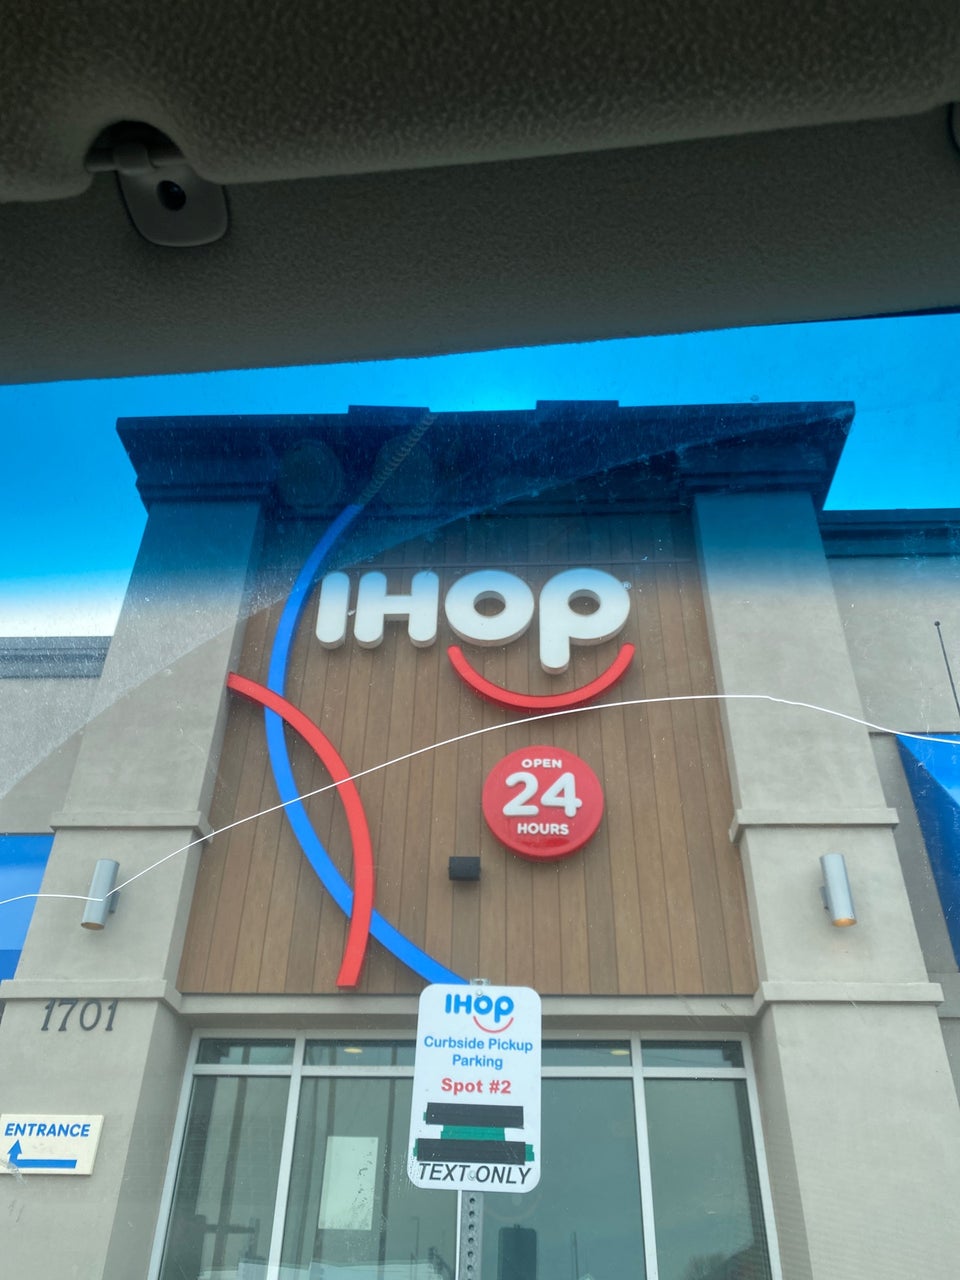 IHOP®
OPEN
24
HOURS
1701
ENTRANCE
IHOP
Curbside Pickup
Parking
Spot #2
TEXT ONLY